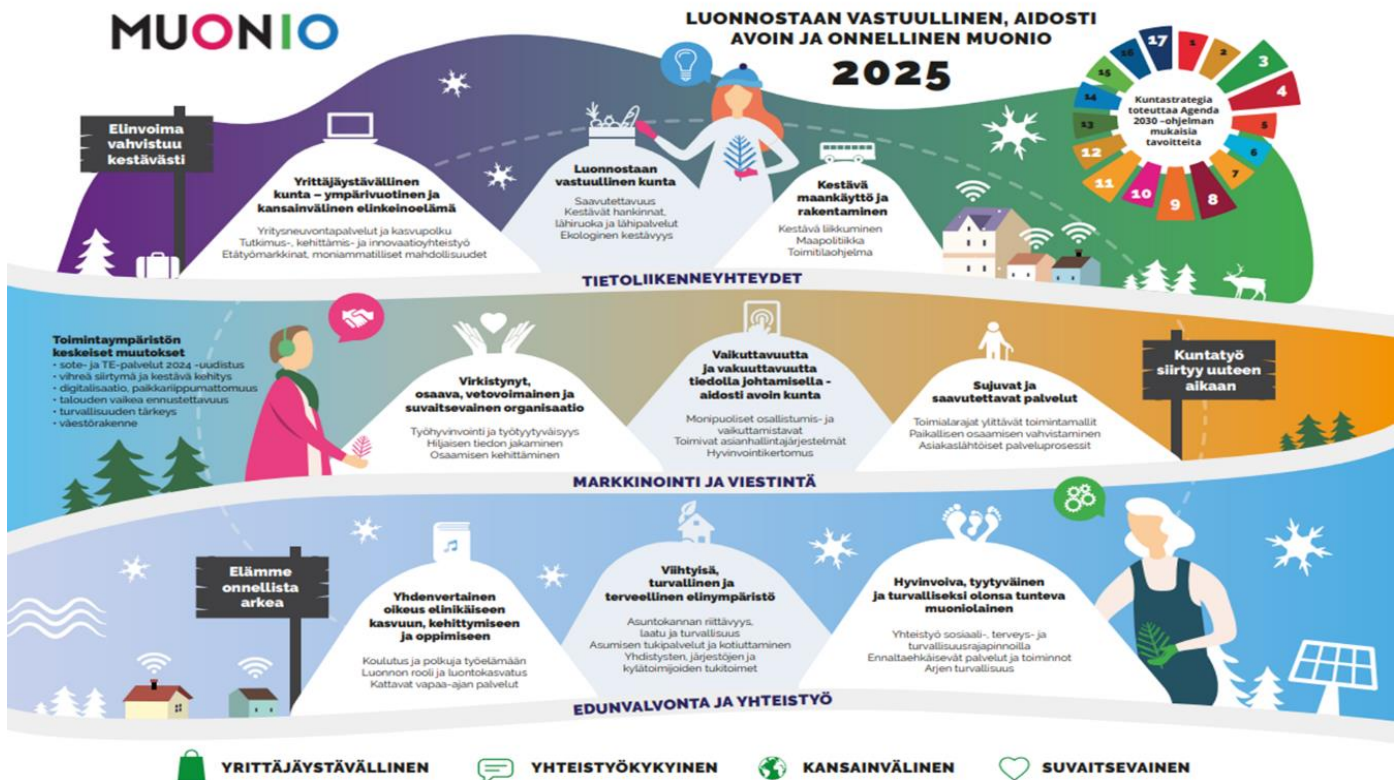 MUONIO
LUONNOSTAAN VASTUULLINEN, AIDOSTI
AVOIN JA ONNELLINEN MUONIO
2025
1
2
3
4
5
6
7
8
9
10
11
12
13
14
15
16
17
Kuntastrategia
toteuttaa Agenda
2030 –ohjelman
mukaisia
tavoitteita
Elinvoima
vahvistuu
kestävästi
Yrittäjäystävällinen
kunta – ympärivuotinen ja
kansainvälinen elinkeinoelämä
Yritysneuvontapalvelut ja kasvupolku
Tutkimus-, kehittämis- ja innovaatioyhteistyö
Etätyömarkkinat, moniammatilliset mahdollisuudet
Luonnostaan
vastuullinen kunta
Saavutettavuus
Kestävät hankinnat,
lähiruoka ja lähipalvelut
Ekologinen kestävyys
Kestävä
maankäyttö ja
rakentaminen
Kestävä liikkuminen
Maapolitiikka
Toimitilaohjelma
TIETOLIIKENNEYHTEYDET
Toimintaympäristön
keskeiset muutokset
• sote- ja TE-palvelut 2024 -uudistus
• vihreä siirtymä ja kestävä kehitys
• digitalisaatio, paikkariippumattomuus
• talouden vaikea ennustettavuus
• turvallisuuden tärkeys
• väestörakenne
Virkistynyt,
osaava, vetovoimainen ja
suvaitsevainen organisaatio
Työhyvinvointi ja työtyytyväisyys
Hiljaisen tiedon jakaminen
Osaamisen kehittäminen
Vaikuttavuutta
ja vakuuttavuutta
tiedolla johtamisella -
aidosti avoin kunta
Monipuoliset osallistumis- ja
vaikuttamistavat
Toimivat asianhallintajärjestelmät
Hyvinvointikertomus
Sujuvat ja
saavutettavat palvelut
Toimialarajat ylittävät toimintamallit
Paikallisen osaamisen vahvistaminen
Asiakaslähtöiset palveluprosessit
Kuntatyö
siirtyy uuteen
aikaan
MARKKINOINTI JA VIESTINTÄ
Elämme
onnellista
arkea
Yhdenvertainen
oikeus elinikäiseen
kasvuun, kehittymiseen
ja oppimiseen
Koulutus ja polkuja työelämään
Luonnon rooli ja luontokasvatus
Kattavat vapaa-ajan palvelut
Viihtyisä,
turvallinen ja
terveellinen elinympäristö
Asuntokannan riittävyys,
laatu ja turvallisuus
Asumisen tukipalvelut ja kotiuttaminen
Yhdistysten, järjestöjen ja
kylätoimijoiden tukitoimet
Hyvinvoiva, tyytyväinen
ja turvalliseksi olonsa tunteva
muoniolainen
Yhteistyö sosiaali-, terveys- ja
turvallisuusrajapinnoilla
Ennaltaehkäisevät palvelut ja toiminnot
Arjen turvallisuus
EDUNVALVONTA JA YHTEISTYÖ
YRITTÄJÄYSTÄVÄLLINEN
YHTEISTYÖKYKYINEN
KANSAINVÄLINEN
SUVAITSEVAINEN